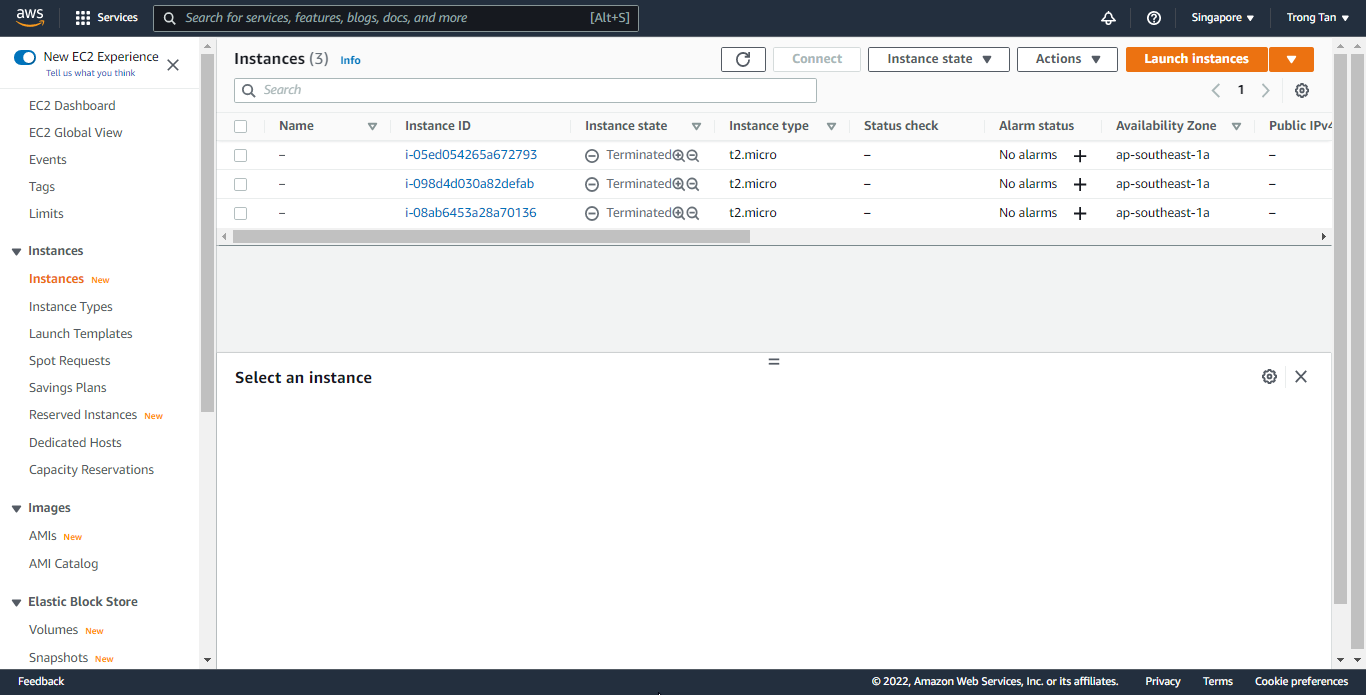 aws Services Search for services, features, blogs, docs, and more [Alt+S] Singapore Trong Tan
New EC2 Experience
Tell us what you think
EC2 Dashboard
EC2 Global View
Events
Tags
Limits
Instances
Instances New
Instance Types
Launch Templates
Spot Requests
Savings Plans
Reserved Instances New
Dedicated Hosts
Capacity Reservations
Images
AMIs New
AMI Catalog
Elastic Block Store
Volumes New
Snapshots New
Instances (3) Info Connect Instance state Actions Launch instances
Search 1
Name Instance ID Instance state Instance type Status check Alarm status Availability Zone Public IPv4
– i-05ed054265a672793 Terminated t2.micro – No alarms + ap-southeast-1a –
– i-098d4d030a82defab Terminated t2.micro – No alarms + ap-southeast-1a –
– i-08ab6453a28a70136 Terminated t2.micro – No alarms + ap-southeast-1a –
Select an instance
Feedback © 2022, Amazon Web Services, Inc. or its affiliates. Privacy Terms Cookie preferences